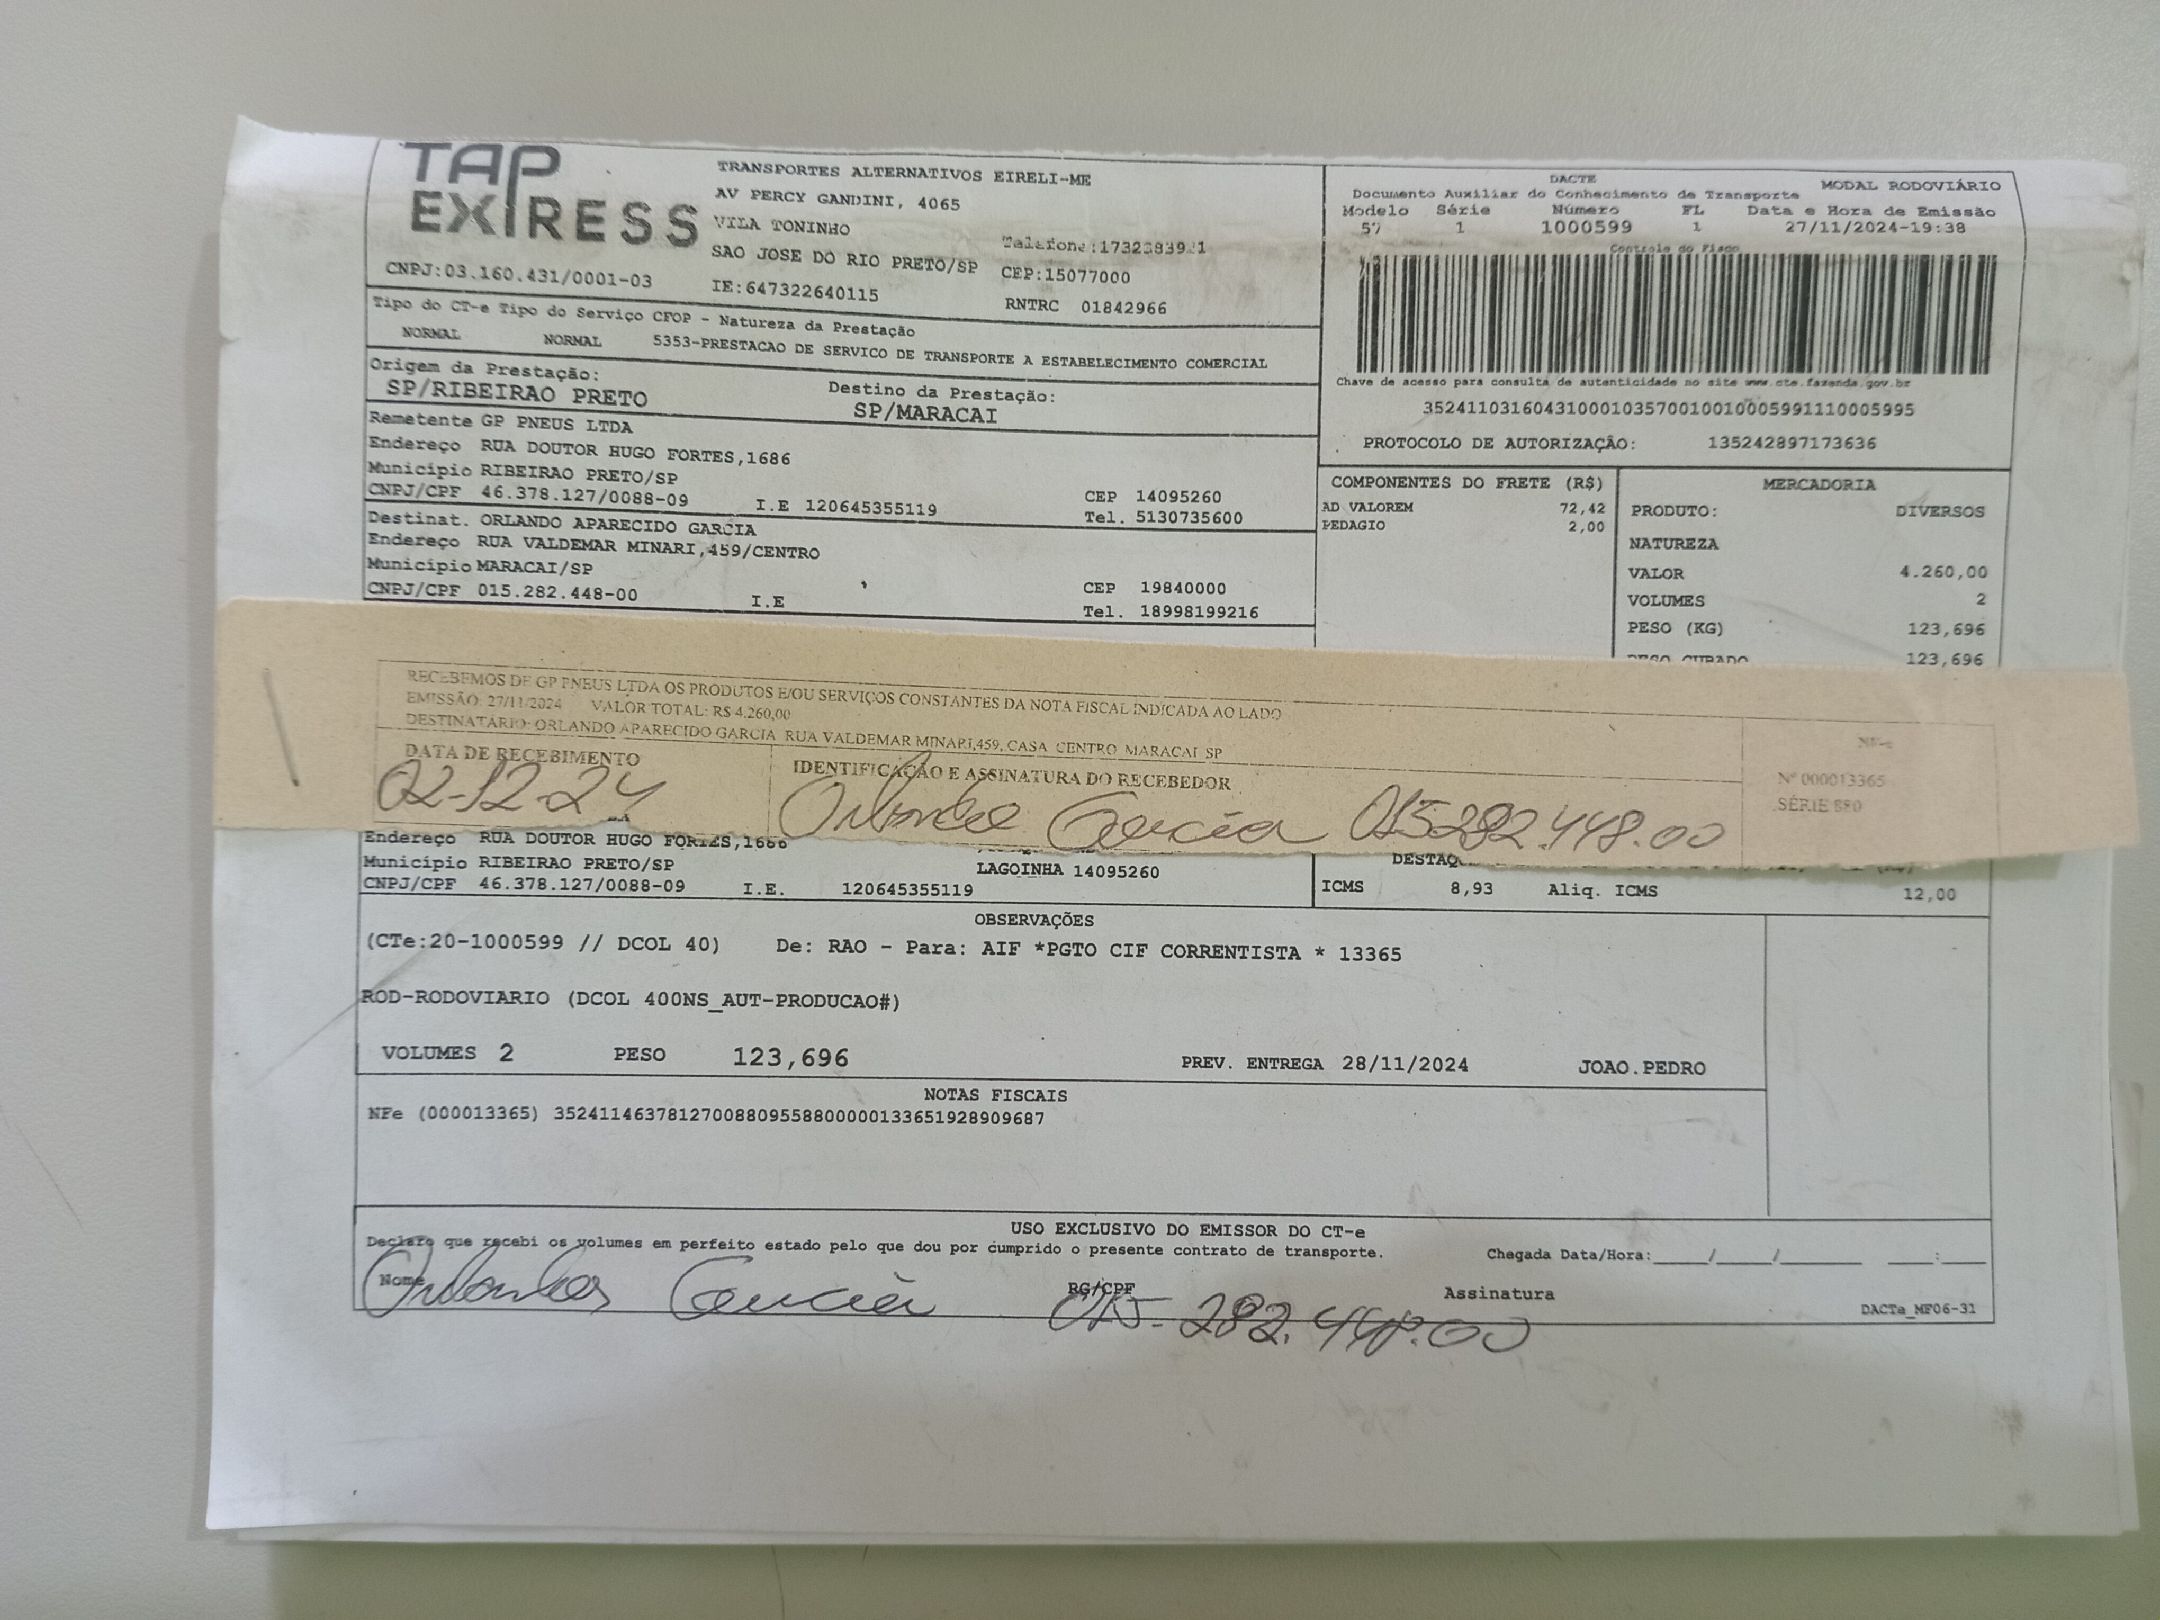 TAP
EXPRESS
TRANSPORTES ALTERNATIVOS EIRELI-ME
AV PERCY GANDINI, 4065
VILA TONINHO
SAO JOSE DO RIO PRETO/SP
CEP:15077000
CNPJ:03.160.431/0001-03
IE:647322640115
RNTRC 01842966
DACTE
MODAL RODOVIÁRIO
Documento Auxiliar do Conhecimento de Transporte
Modelo Série Número FL Data e Hora de Emissão
57 1 1000599 1 27/11/2024-19:38
Controle do Fisco
Chave de acesso para consulta de autenticidade no site www.cte.fazenda.gov.br
35241103160431000103570010010005991110005995
PROTOCOLO DE AUTORIZAÇÃO: 135242897173636
Tipo do CT-e Tipo do Serviço CFOP - Natureza da Prestação
NORMAL NORMAL 5353-PRESTACAO DE SERVICO DE TRANSPORTE A ESTABELECIMENTO COMERCIAL
Origem da Prestação:
SP/RIBEIRAO PRETO
Destino da Prestação:
SP/MARACAI
Remetente GP PNEUS LTDA
Endereço RUA DOUTOR HUGO FORTES,1686
Município RIBEIRAO PRETO/SP
CEP 14095260
CNPJ/CPF 46.378.127/0088-09 I.E 120645355119
Tel. 5130735600
Destinat. ORLANDO APARECIDO GARCIA
Endereço RUA VALDEMAR MINARI,459/CENTRO
Município MARACAI/SP
CEP 19840000
CNPJ/CPF 015.282.448-00 I.E
Tel. 18998199216
COMPONENTES DO FRETE (R$)
AD VALOREM 72,42
PEDAGIO 2,00
MERCADORIA
PRODUTO: DIVERSOS
NATUREZA
VALOR 4.260,00
VOLUMES 2
PESO (KG) 123,696
PESO CUBADO 123,696
RECEBEMOS DE GP PNEUS LTDA OS PRODUTOS E/OU SERVIÇOS CONSTANTES DA NOTA FISCAL INDICADA AO LADO
EMISSÃO: 27/11/2024 VALOR TOTAL: R$ 4.260,00
DESTINATÁRIO: ORLANDO APARECIDO GARCIA RUA VALDEMAR MINARI,459, CASA CENTRO MARACAI SP
DATA DE RECEBIMENTO
02-12-24
IDENTIFICAÇÃO E ASSINATURA DO RECEBEDOR
Orlando Garcia 015282.448.00
NF-e
Nº 000013365
SÉRIE 880
Endereço RUA DOUTOR HUGO FORTES,1686
Município RIBEIRAO PRETO/SP
LAGOINHA 14095260
CNPJ/CPF 46.378.127/0088-09 I.E. 120645355119
ICMS 8,93 Aliq. ICMS 12,00
OBSERVAÇÕES
(CTe:20-1000599 // DCOL 40) De: RAO - Para: AIF *PGTO CIF CORRENTISTA * 13365
ROD-RODOVIARIO (DCOL 400NS_AUT-PRODUCAO#)
VOLUMES 2 PESO 123,696 PREV. ENTREGA 28/11/2024 JOAO.PEDRO
NOTAS FISCAIS
NFe (000013365) 35241146378127008809558800000133651928909687
USO EXCLUSIVO DO EMISSOR DO CT-e
Declaro que recebi os volumes em perfeito estado pelo que dou por cumprido o presente contrato de transporte.
Chegada Data/Hora:____/____/______ ___:___
Nome RG/CPF Assinatura
Orlando Garcia 015-282.448.00
DACTe_MF06-31